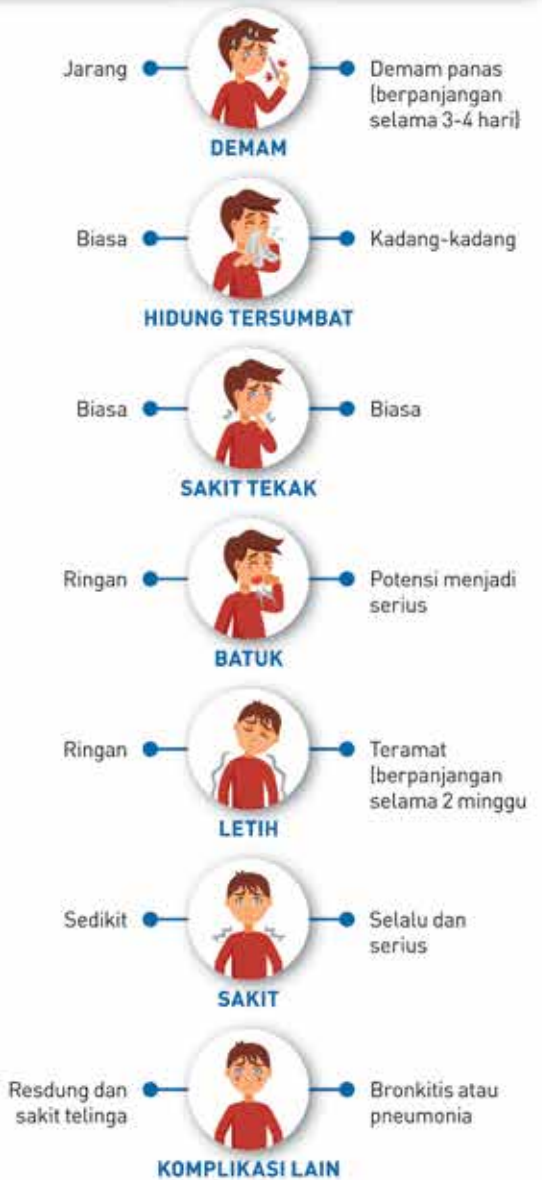 Jarang
Demam panas
(berpanjangan
selama 3-4 hari)
DEMAM
Biasa
Kadang-kadang
HIDUNG TERSUMBAT
Biasa
Biasa
SAKIT TEKAK
Ringan
Potensi menjadi
serius
BATUK
Ringan
Teramat
(berpanjangan
selama 2 minggu
LETIH
Sedikit
Selalu dan
serius
SAKIT
Resdung dan
sakit telinga
Bronkitis atau
pneumonia
KOMPLIKASI LAIN